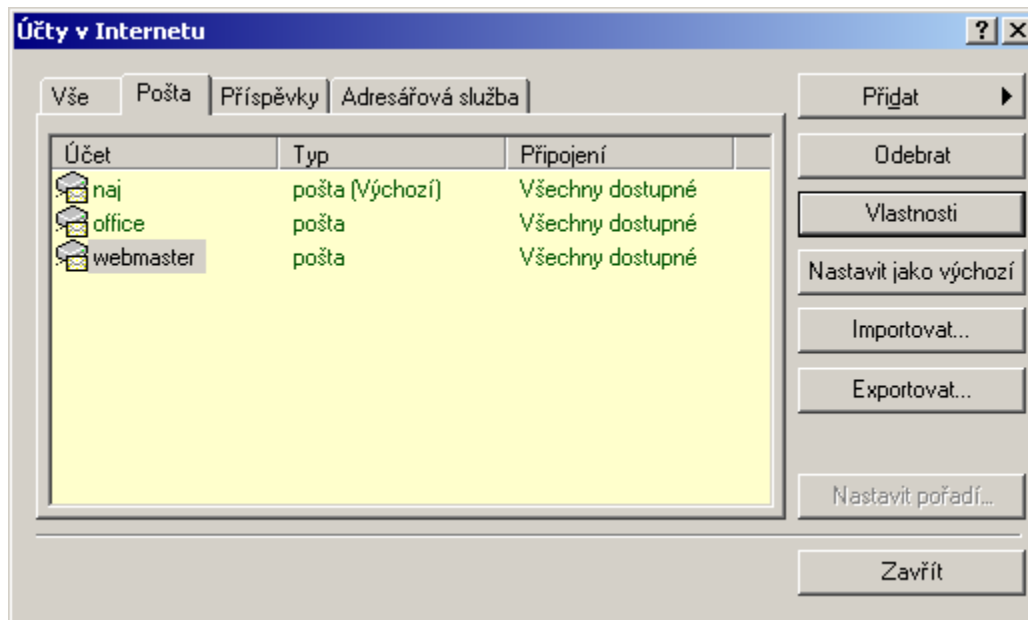 Účty v Internetu
Vše Pošta Příspěvky Adresářová služba
Účet Typ Připojení
naj pošta (Výchozí) Všechny dostupné
office pošta Všechny dostupné
webmaster pošta Všechny dostupné
Přidat
Odebrat
Vlastnosti
Nastavit jako výchozí
Importovat...
Exportovat...
Nastavit pořadí...
Zavřít